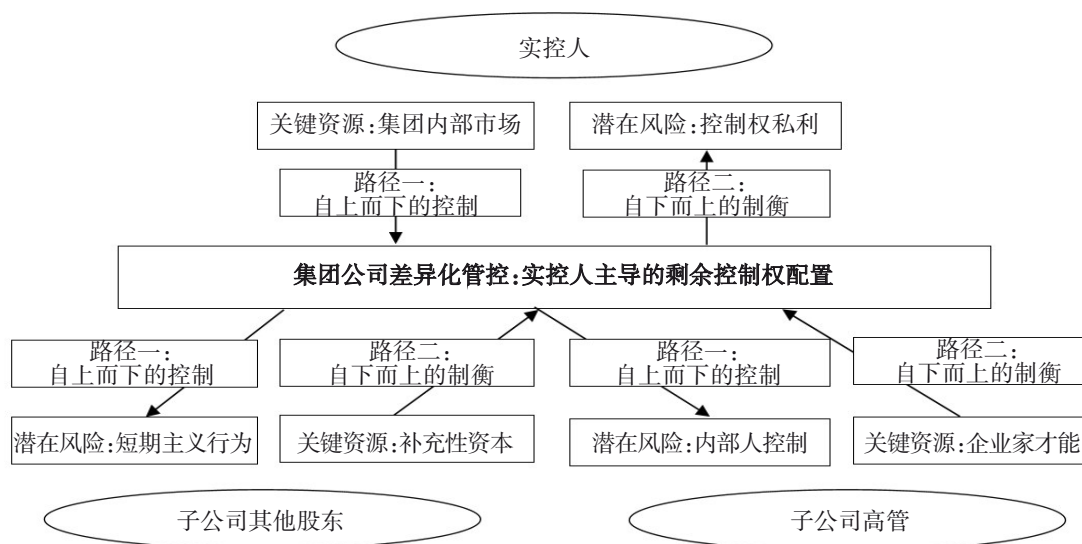 实控人
关键资源:集团内部市场
潜在风险:控制权私利
路径一:
自上而下的控制
路径二:
自下而上的制衡
集团公司差异化管控:实控人主导的剩余控制权配置
路径一:
自上而下的控制
路径二:
自下而上的制衡
路径一:
自上而下的控制
路径二:
自下而上的制衡
潜在风险:短期主义行为
关键资源:补充性资本
潜在风险:内部人控制
关键资源:企业家才能
子公司其他股东
子公司高管